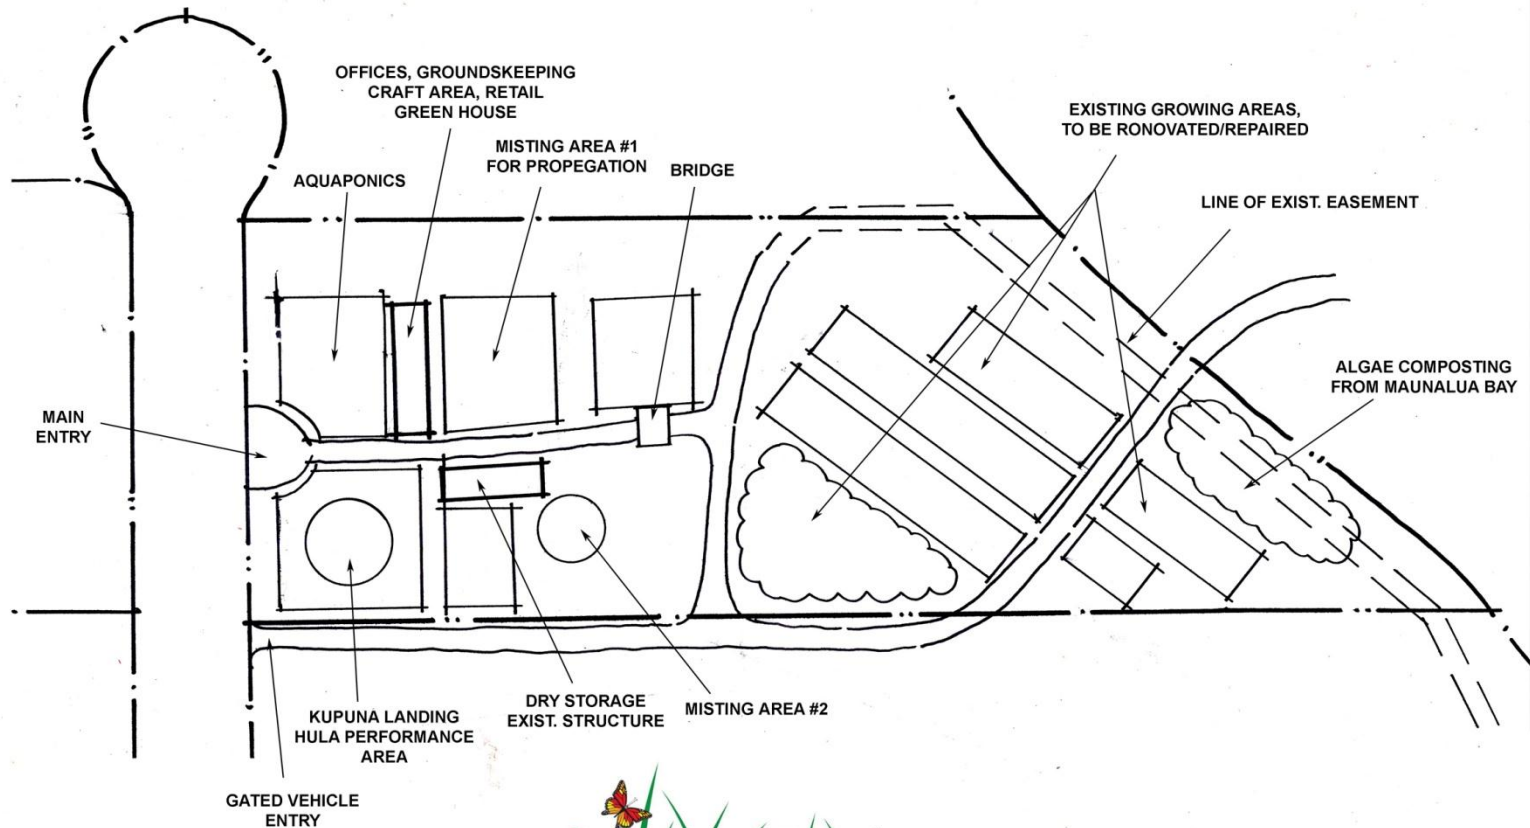 OFFICES, GROUNDSKEEPING
CRAFT AREA, RETAIL
GREEN HOUSE
MISTING AREA #1
FOR PROPEGATION
BRIDGE
AQUAPONICS
EXISTING GROWING AREAS,
TO BE RONOVATED/REPAIRED
LINE OF EXIST. EASEMENT
ALGAE COMPOSTING
FROM MAUNALUA BAY
MAIN
ENTRY
KUPUNA LANDING
HULA PERFORMANCE
AREA
DRY STORAGE
EXIST. STRUCTURE
MISTING AREA #2
GATED VEHICLE
ENTRY